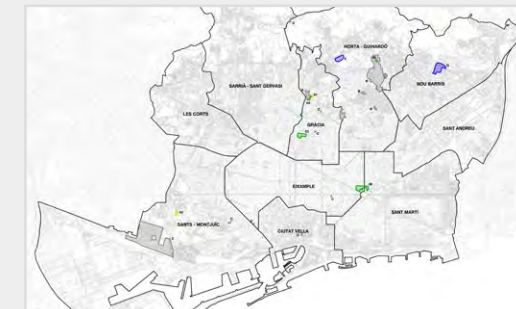 HORTA - GUINARDÓ
NOU BARRIS
SARRIÀ - SANT GERVASI
LES CORTS
GRÀCIA
SANT ANDREU
EIXAMPLE
SANT MARTÍ
SANTS - MONTJUÏC
CIUTAT VELLA